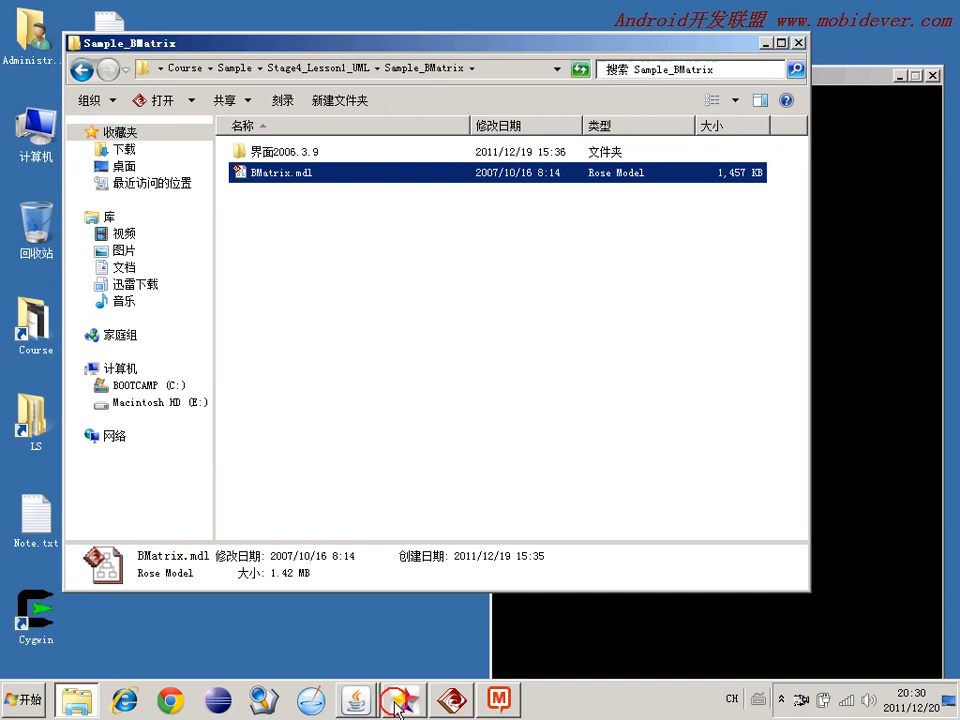 Android开发联盟 www.mobidever.com
Sample_BMatrix
Course Sample Stage4_Lesson1_UML Sample_BMatrix
搜索 Sample_BMatrix
组织 打开 共享 刻录 新建文件夹
名称 修改日期 类型 大小
界面2006.3.9 2011/12/19 15:36 文件夹
BMatrix.mdl 2007/10/16 8:14 Rose Model 1,457 KB
收藏夹
下载
桌面
最近访问的位置
库
视频
图片
文档
迅雷下载
音乐
家庭组
计算机
BOOTCAMP (C:)
Macintosh HD (E:)
网络
BMatrix.mdl 修改日期: 2007/10/16 8:14 创建日期: 2011/12/19 15:35
Rose Model 大小: 1.42 MB
Administr...
计算机
回收站
Course
LS
Note.txt
Cygwin
开始
M
CH
20:30
2011/12/20